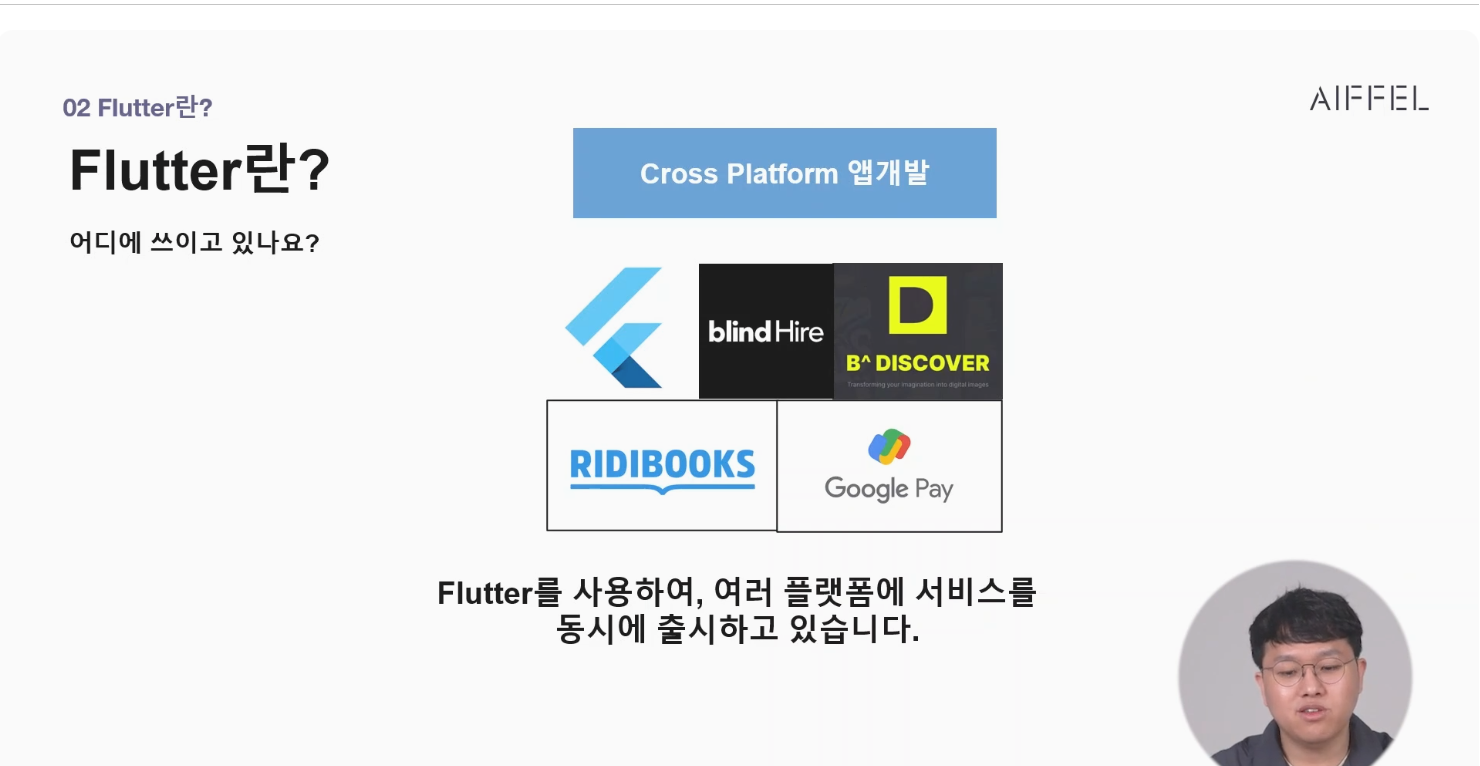 02 Flutter란?
AIFFEL
Flutter란?
어디에 쓰이고 있나요?
Cross Platform 앱개발
blind Hire
D
B^ DISCOVER
Transforming your imagination into digital images
RIDIBOOKS
Google Pay
Flutter를 사용하여, 여러 플랫폼에 서비스를
동시에 출시하고 있습니다.